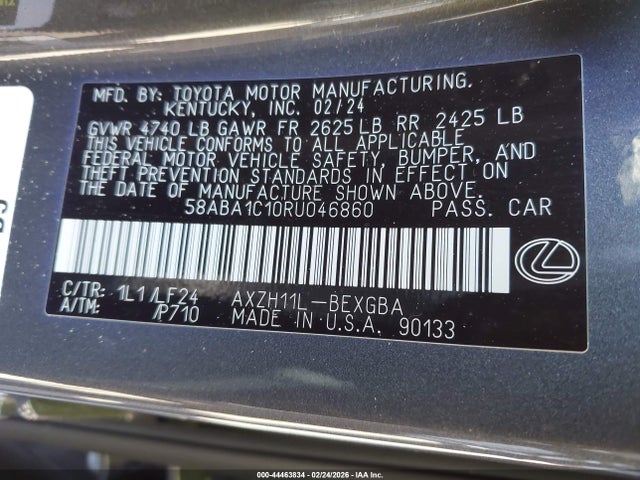 MFD. BY: TOYOTA MOTOR MANUFACTURING.
KENTUCKY, INC. 02/24
GVWR 4740 LB GAWR FR 2625 LB RR 2425 LB
THIS VEHICLE CONFORMS TO ALL APPLICABLE
FEDERAL MOTOR VEHICLE SAFETY, BUMPER, AND
THEFT PREVENTION STANDARDS IN EFFECT ON
THE DATE OF MANUFACTURE SHOWN ABOVE.
58ABA1C10RU046860 PASS. CAR
C/TR: 1L1/LF24 AXZH11L-BEXGBA
A/TM: /P710 MADE IN U.S.A. 90133
000-44463834 - 02/24/2026 - IAA Inc.